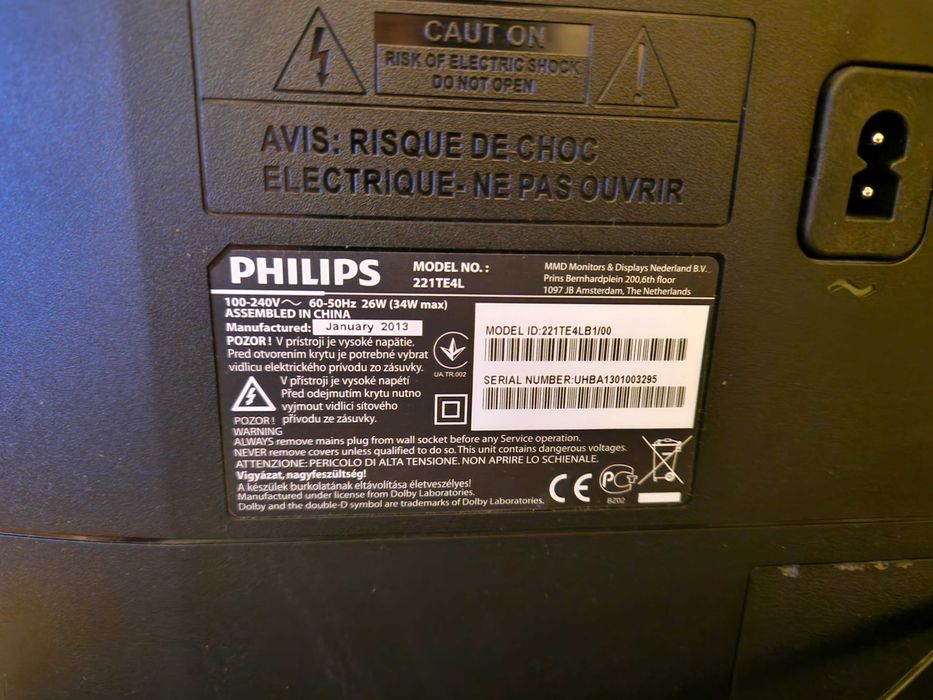 CAUT ON
RISK OF ELECTRIC SHOCK
DO NOT OPEN
AVIS: RISQUE DE CHOC
ELECTRIQUE- NE PAS OUVRIR
PHILIPS
MODEL NO. :
221TE4L
MMD Monitors & Displays Nederland B.V.
Prins Bernhardplein 200,6th floor
1097 JB Amsterdam, The Netherlands
100-240V～ 60-50Hz 26W (34W max)
ASSEMBLED IN CHINA
Manufactured: January 2013
POZOR ! V prístroji je vysoké napätie.
Pred otvorením krytu je potrebné vybrat
vidlicu elektrického prívodu zo zásuvky.
V přístroji je vysoké napětí
Před odejmutím krytu nutno
vyjmout vidlici síťového
POZOR ! přívodu ze zásuvky.
UA.TR.002
MODEL ID:221TE4LB1/00
SERIAL NUMBER:UHBA1301003295
WARNING
ALWAYS remove mains plug from wall socket before any Service operation.
NEVER remove covers unless qualified to do so. This unit contains dangerous voltages.
ATTENZIONE: PERICOLO DI ALTA TENSIONE. NON APRIRE LO SCHIENALE.
Vigyázat, nagyfeszültség!
A készülek burkolatának eltávolítása életveszélyes!
Manufactured under license from Dolby Laboratories.
Dolby and the double-D symbol are trademarks of Dolby Laboratories.
CE
BZ02